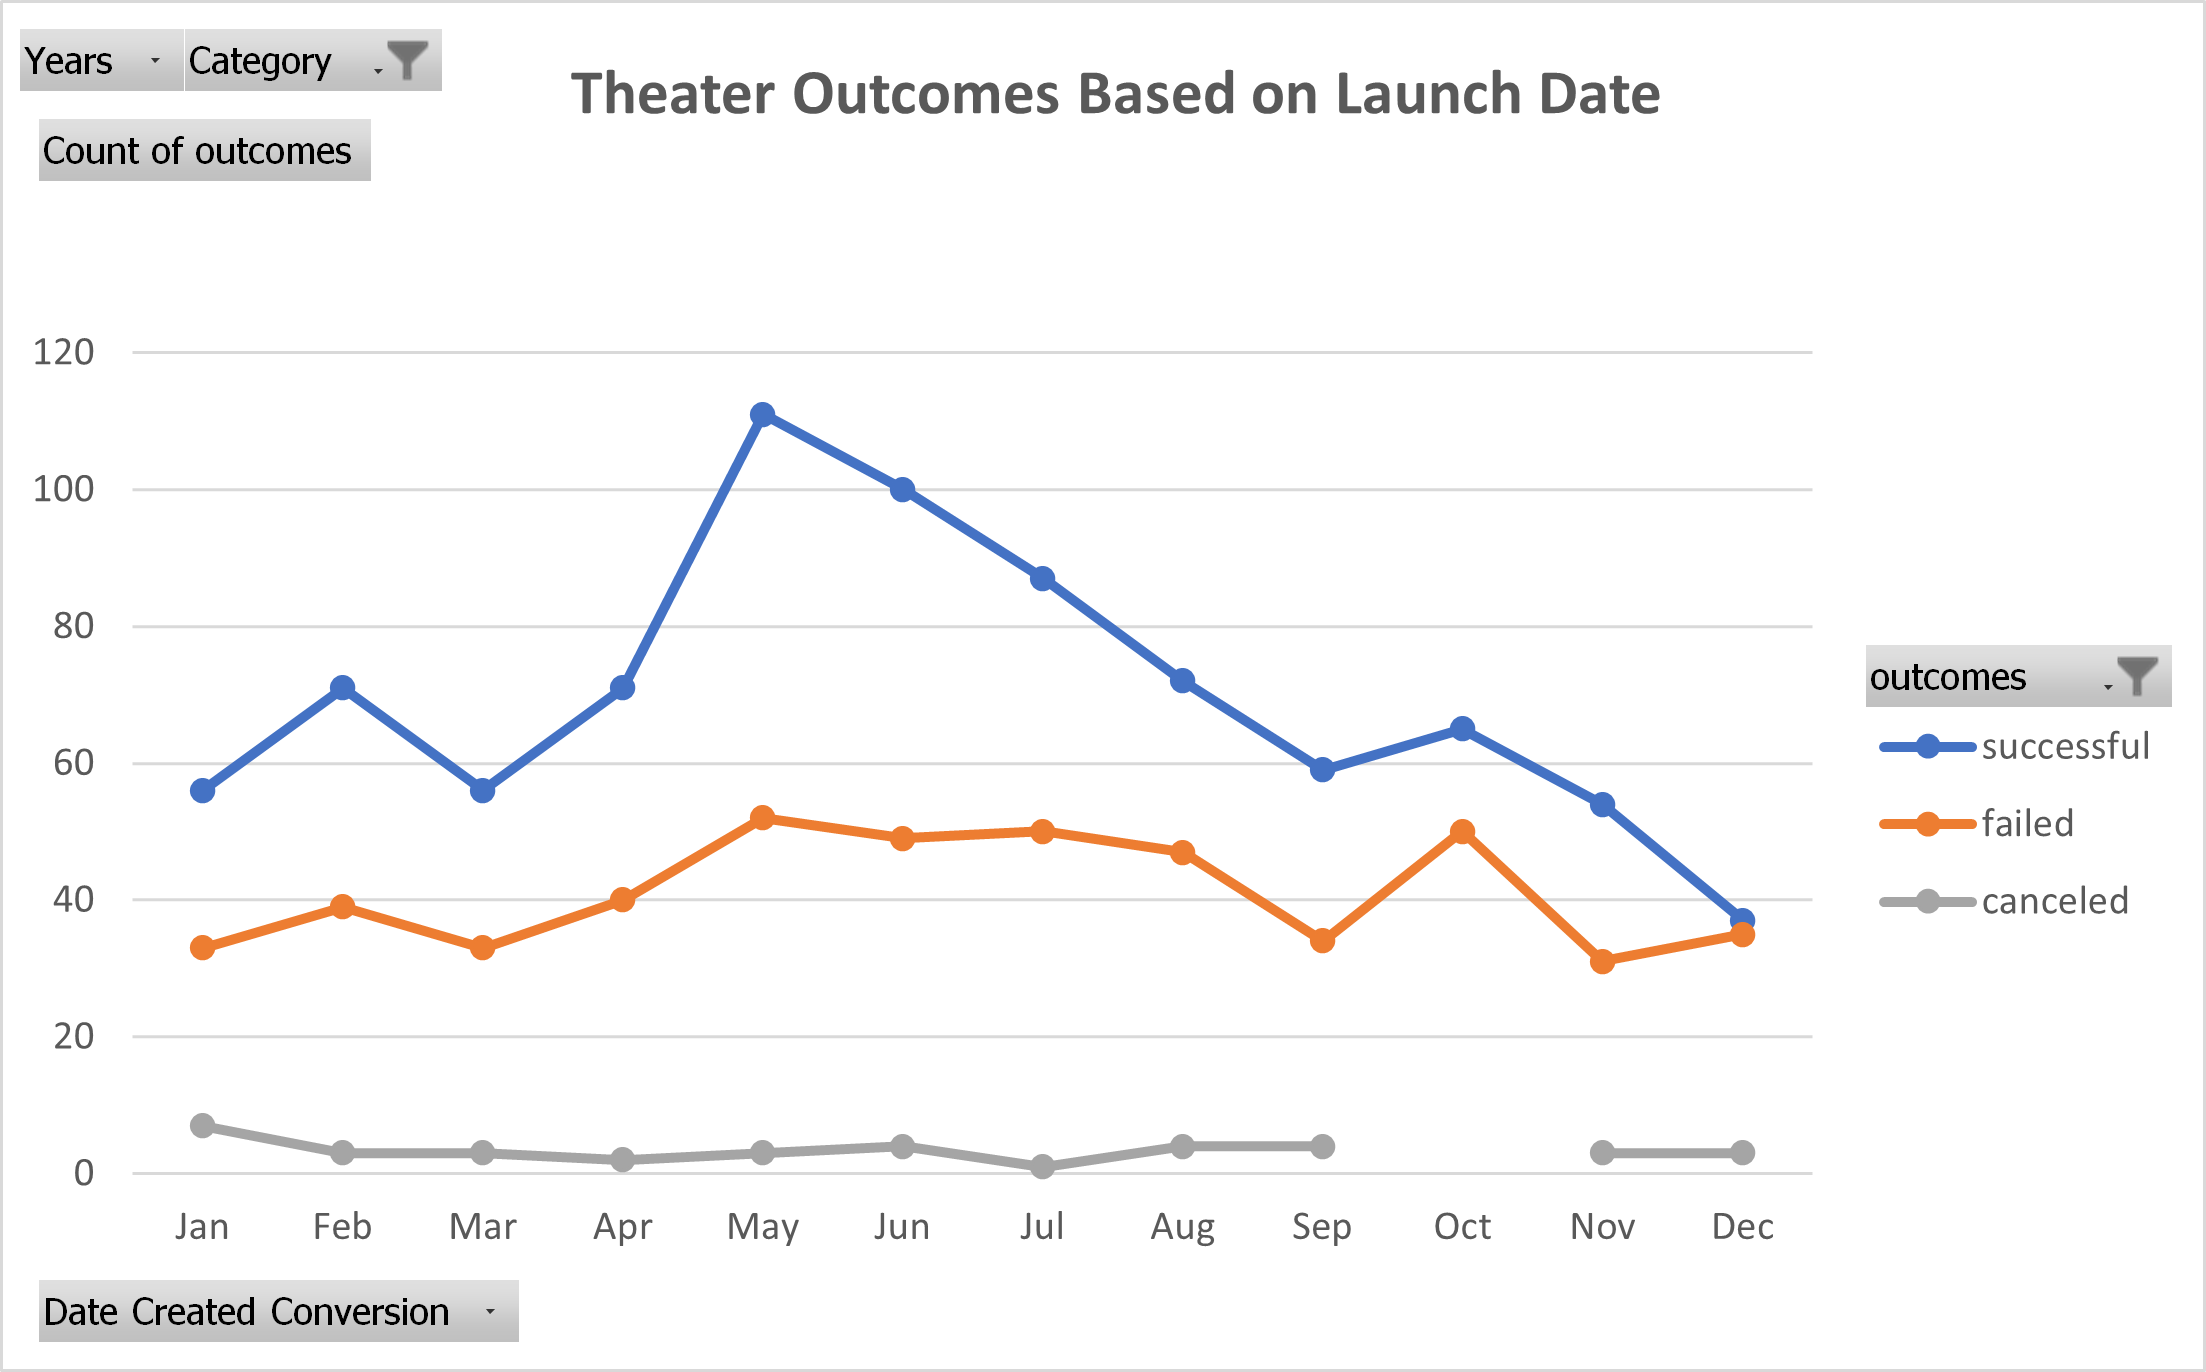 Years Category
Theater Outcomes Based on Launch Date
Count of outcomes
120
100
80
60
40
20
0
Jan Feb Mar Apr May Jun Jul Aug Sep Oct Nov Dec
outcomes
successful
failed
canceled
Date Created Conversion